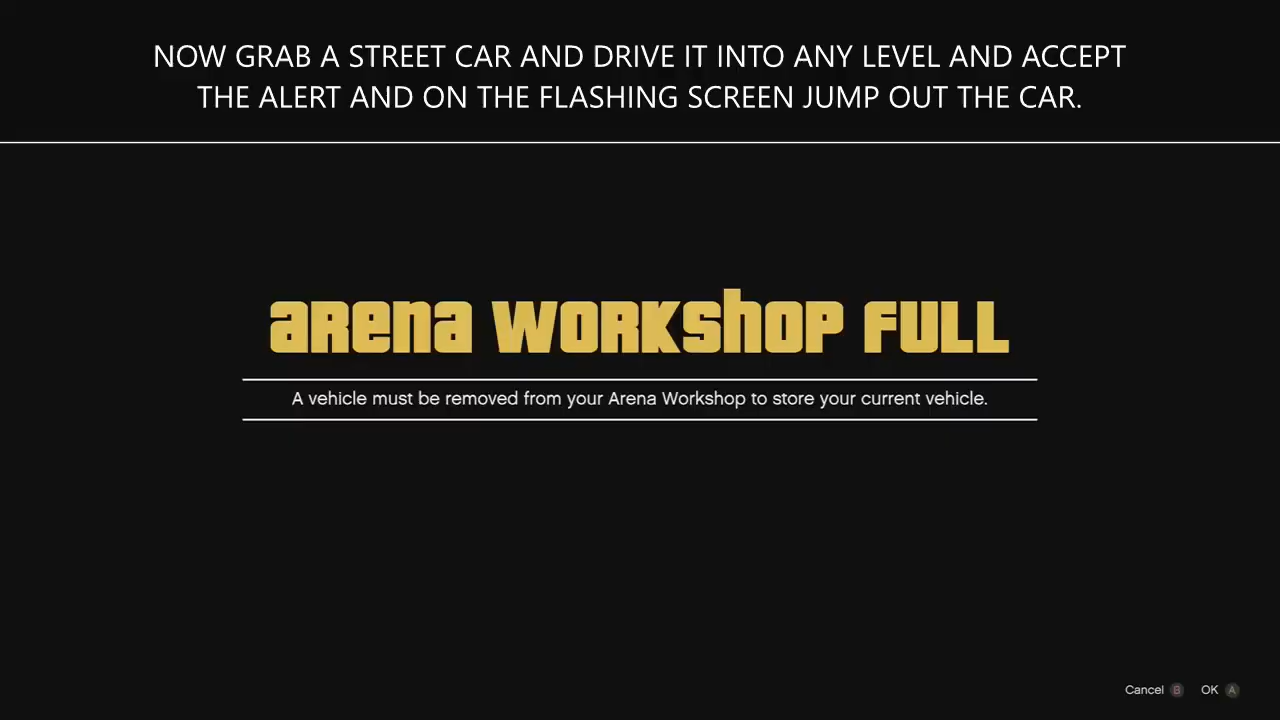 NOW GRAB A STREET CAR AND DRIVE IT INTO ANY LEVEL AND ACCEPT
THE ALERT AND ON THE FLASHING SCREEN JUMP OUT THE CAR.
arena workshop full
A vehicle must be removed from your Arena Workshop to store your current vehicle.
Cancel B OK A